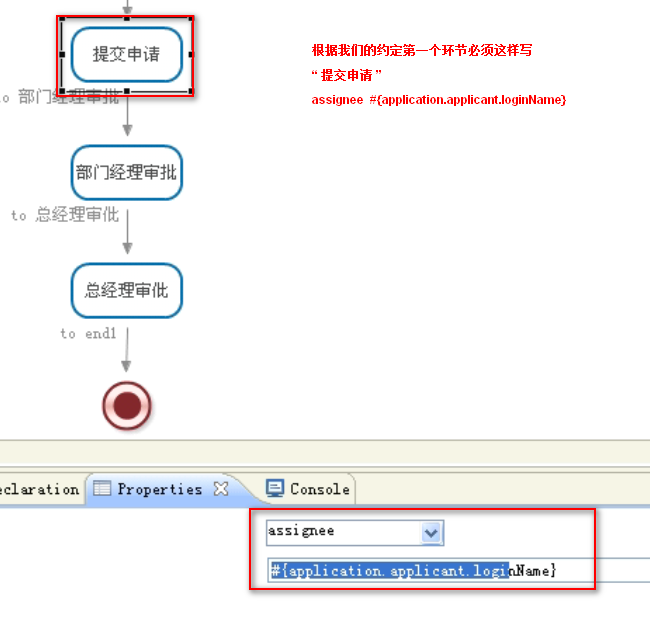 提交申请
根据我们的约定第一个环节必须这样写
“提交申请”
assignee #{application.applicant.loginName}
to 部门经理审批
部门经理审批
to 总经理审批
总经理审批
to end1
eclaration
Properties
Console
assignee
#{application.applicant.loginName}